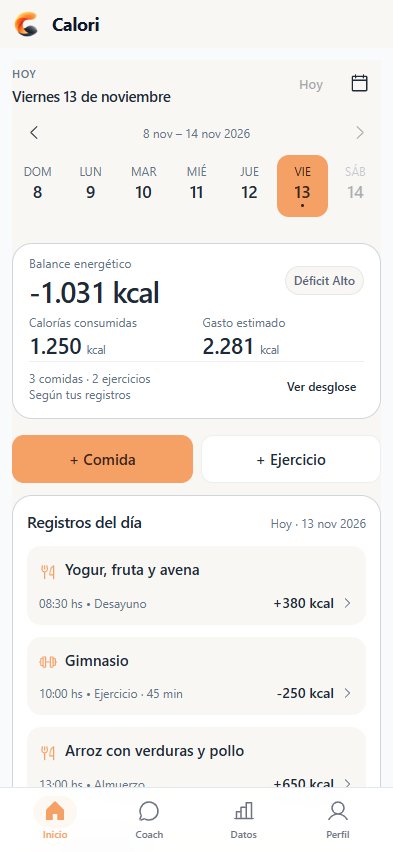 Calori
HOY
Viernes 13 de noviembre
Hoy
8 nov – 14 nov 2026
DOM LUN MAR MIÉ JUE VIE SÁB
8 9 10 11 12 13 14
Balance energético
-1.031 kcal
Déficit Alto
Calorías consumidas
Gasto estimado
1.250 kcal
2.281 kcal
3 comidas · 2 ejercicios
Según tus registros
Ver desglose
+ Comida
+ Ejercicio
Registros del día
Hoy · 13 nov 2026
Yogur, fruta y avena
08:30 hs • Desayuno
+380 kcal
Gimnasio
10:00 hs • Ejercicio · 45 min
-250 kcal
Arroz con verduras y pollo
13:00 hs • Almuerzo
+650 kcal
Inicio
Coach
Datos
Perfil